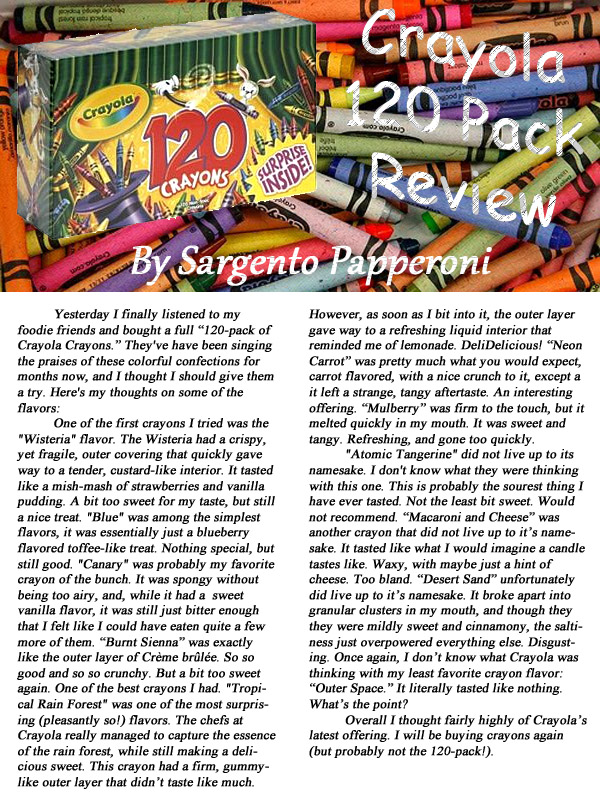 Crayola
120
CRAYONS
SURPRISE
INSIDE!
Crayola
120 Pack
Review
By Sargento Papperoni
Yesterday I finally listened to my
foodie friends and bought a full “120-pack of
Crayola Crayons.” They've have been singing
the praises of these colorful confections for
months now, and I thought I should give them
a try. Here's my thoughts on some of the
flavors:
One of the first crayons I tried was the
"Wisteria" flavor. The Wisteria had a crispy,
yet fragile, outer covering that quickly gave
way to a tender, custard-like interior. It tasted
like a mish-mash of strawberries and vanilla
pudding. A bit too sweet for my taste, but still
a nice treat. "Blue" was among the simplest
flavors, it was essentially just a blueberry
flavored toffee-like treat. Nothing special, but
still good. "Canary" was probably my favorite
crayon of the bunch. It was spongy without
being too airy, and, while it had a sweet
vanilla flavor, it was still just bitter enough
that I felt like I could have eaten quite a few
more of them. “Burnt Sienna” was exactly
like the outer layer of Crème brûlée. So so
good and so so crunchy. But a bit too sweet
again. One of the best crayons I had. "Tropi-
cal Rain Forest" was one of the most surpris-
ing (pleasantly so!) flavors. The chefs at
Crayola really managed to capture the essence
of the rain forest, while still making a deli-
cious sweet. This crayon had a firm, gummy-
like outer layer that didn’t taste like much.
However, as soon as I bit into it, the outer layer
gave way to a refreshing liquid interior that
reminded me of lemonade. DeliDelicious! “Neon
Carrot” was pretty much what you would expect,
carrot flavored, with a nice crunch to it, except a
it left a strange, tangy aftertaste. An interesting
offering. “Mulberry” was firm to the touch, but it
melted quickly in my mouth. It was sweet and
tangy. Refreshing, and gone too quickly.
"Atomic Tangerine" did not live up to its
namesake. I don't know what they were thinking
with this one. This is probably the sourest thing I
have ever tasted. Not the least bit sweet. Would
not recommend. “Macaroni and Cheese” was
another crayon that did not live up to it’s name-
sake. It tasted like what I would imagine a candle
tastes like. Waxy, with maybe just a hint of
cheese. Too bland. “Desert Sand” unfortunately
did live up to it’s namesake. It broke apart into
granular clusters in my mouth, and though they
they were mildly sweet and cinnamony, the salti-
ness just overpowered everything else. Disgust-
ing. Once again, I don’t know what Crayola was
thinking with my least favorite crayon flavor:
“Outer Space.” It literally tasted like nothing.
What’s the point?
Overall I thought fairly highly of Crayola’s
latest offering. I will be buying crayons again
(but probably not the 120-pack!).